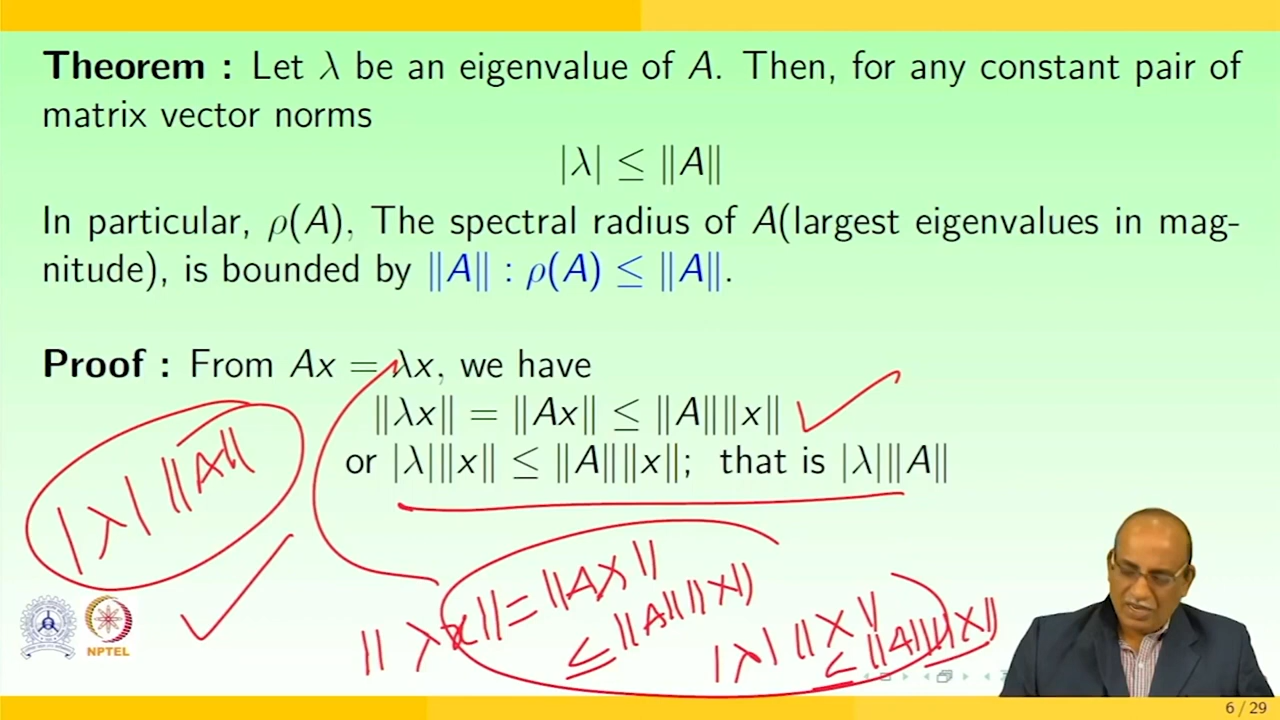 Theorem : Let λ be an eigenvalue of A. Then, for any constant pair of
matrix vector norms
|λ| ≤ ‖A‖
In particular, ρ(A), The spectral radius of A(largest eigenvalues in mag-
nitude), is bounded by ‖A‖ : ρ(A) ≤ ‖A‖.
Proof : From Ax = λx, we have
‖λx‖ = ‖Ax‖ ≤ ‖A‖‖x‖
or |λ|‖x‖ ≤ ‖A‖‖x‖; that is |λ|‖A‖
|λ| ‖A‖
‖λx‖ = ‖AX‖
≤ ‖A‖ ‖X‖
|λ| ‖X‖
≤ ‖A‖‖X‖
NPTEL
6 / 29